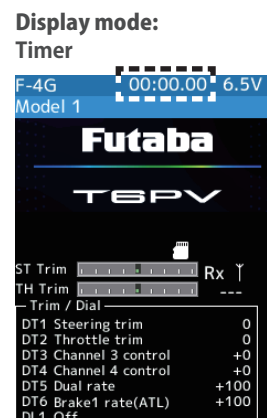 Display mode:
Timer
F-4G 00:00.00 6.5V
Model 1
Futaba
T6PV
ST Trim Rx
TH Trim ---
Trim / Dial
DT1 Steering trim 0
DT2 Throttle trim 0
DT3 Channel 3 control +0
DT4 Channel 4 control +0
DT5 Dual rate +100
DT6 Brake1 rate(ATL) +100
DL1 Off